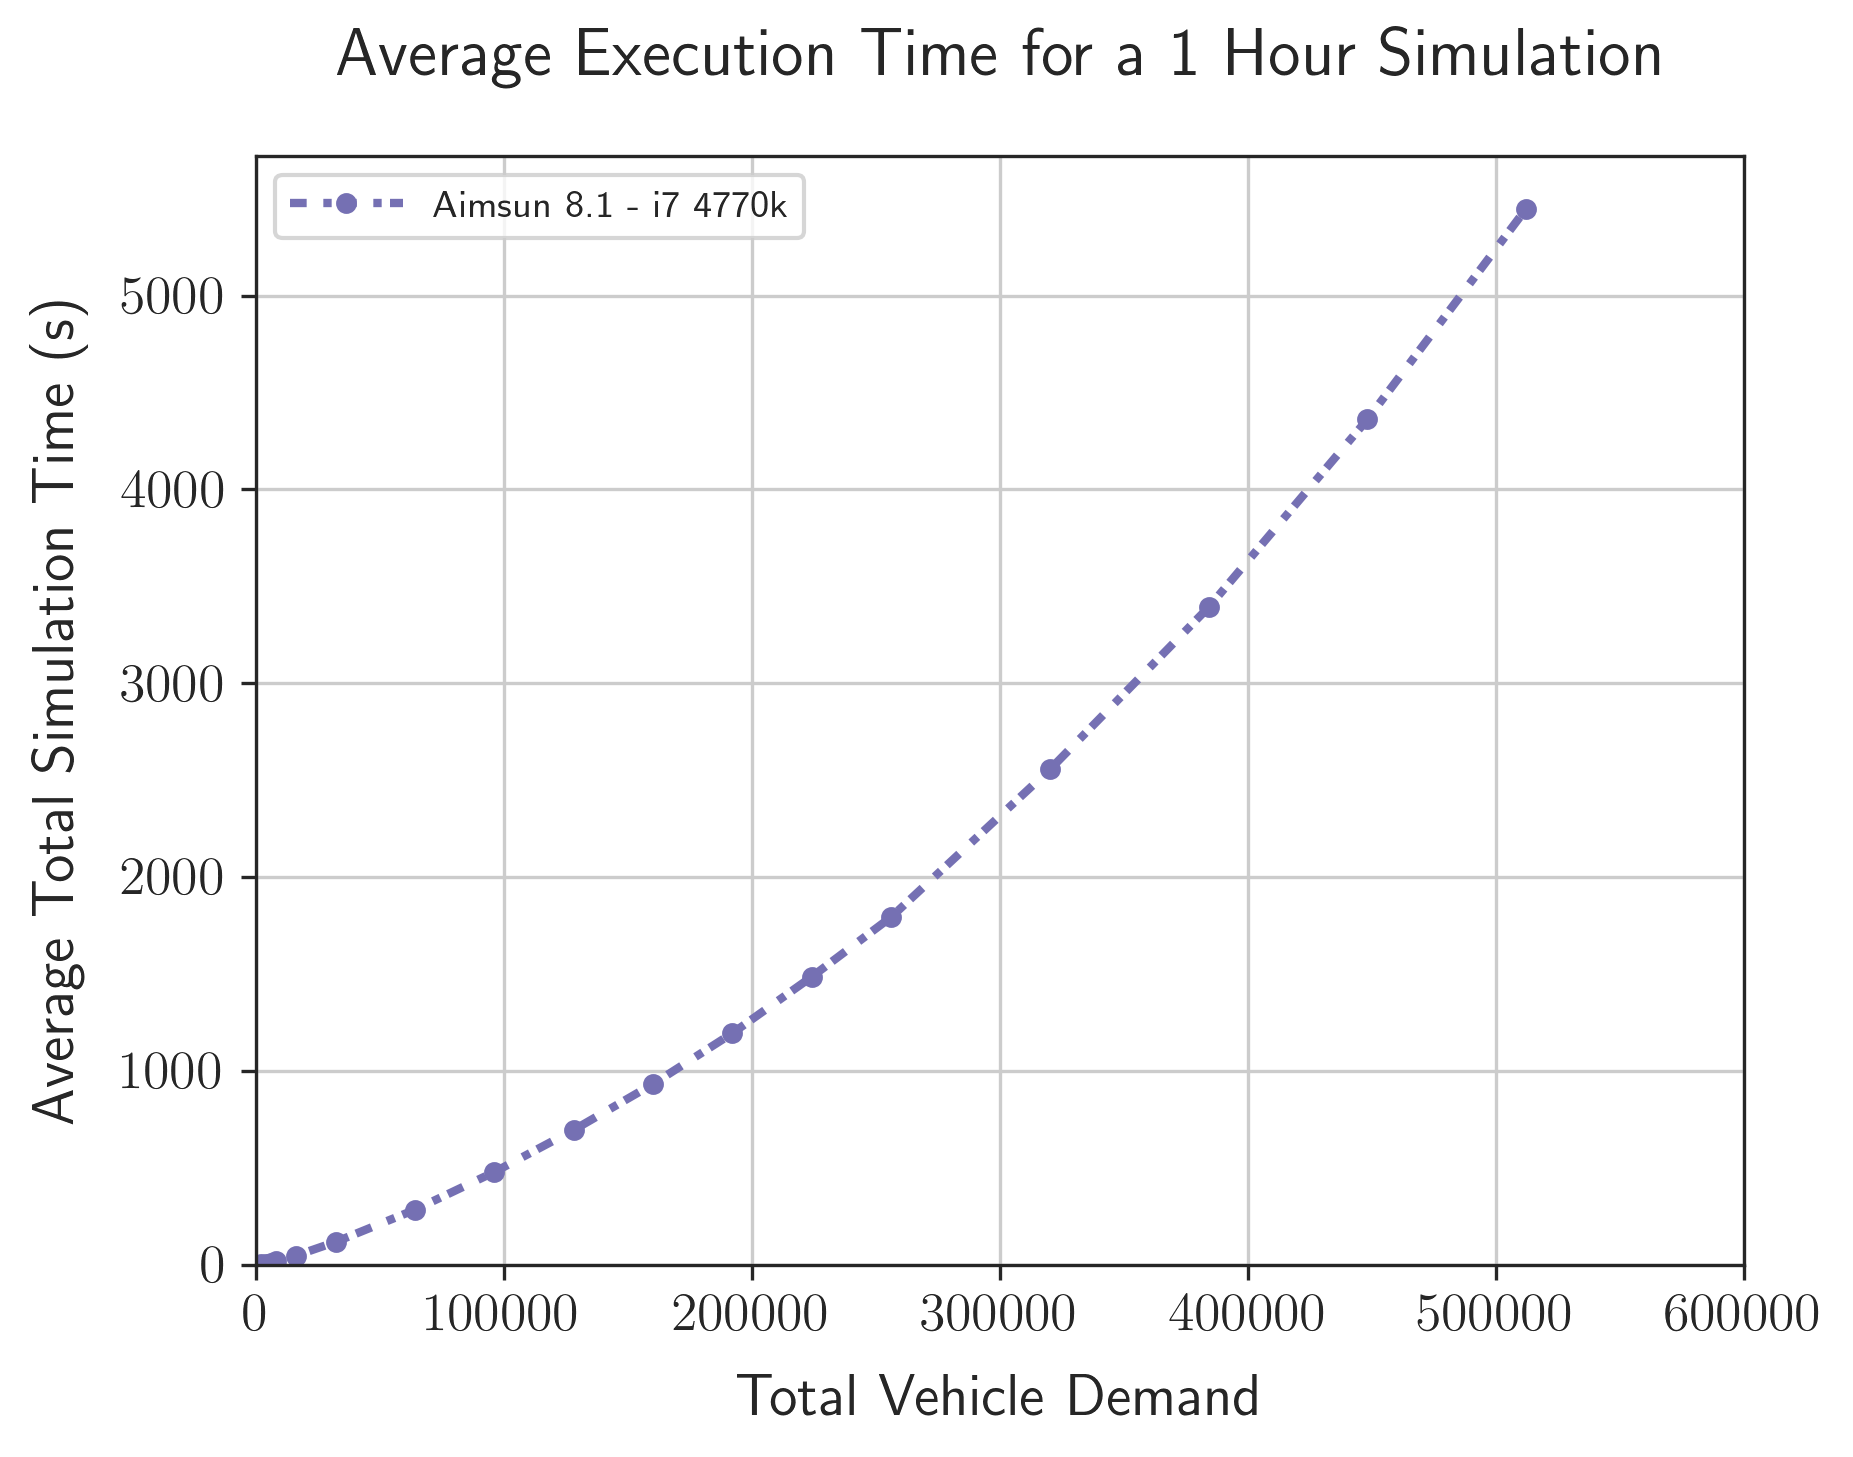 Average Execution Time for a 1 Hour Simulation
Aimsun 8.1 - i7 4770k
Average Total Simulation Time (s)
5000
4000
3000
2000
1000
0
0 100000 200000 300000 400000 500000 600000
Total Vehicle Demand